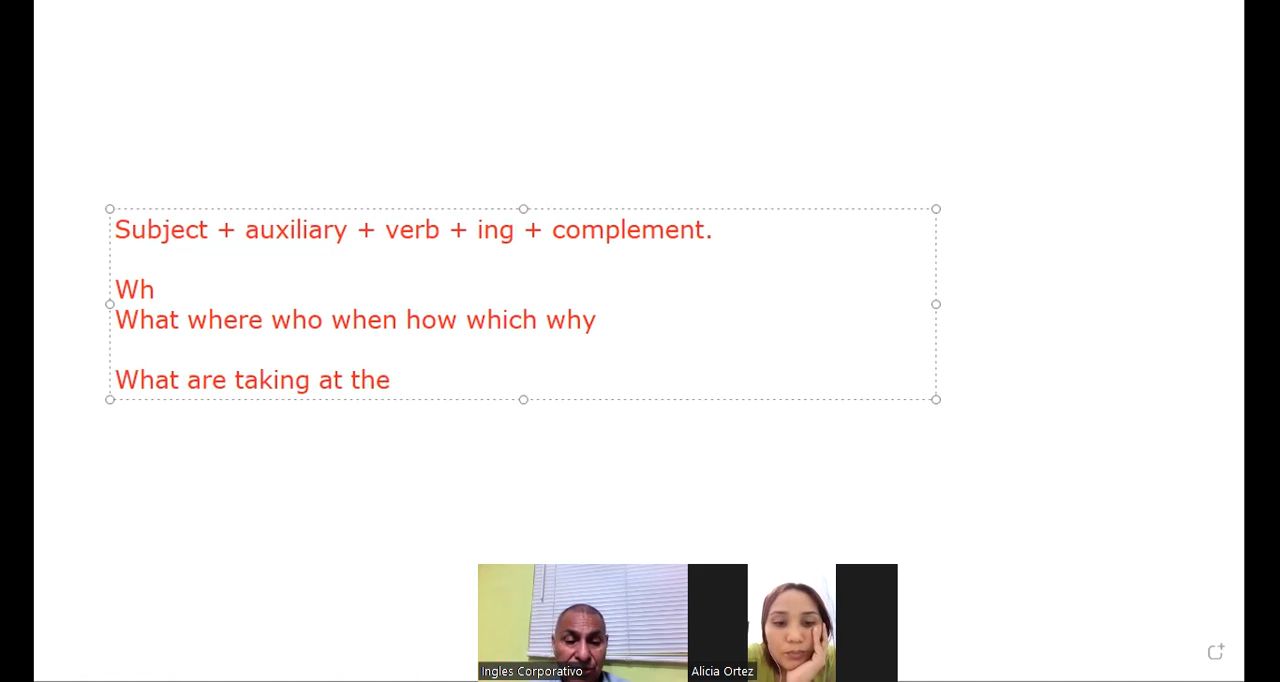 Subject + auxiliary + verb + ing + complement.
Wh
What where who when how which why
What are taking at the
Ingles Corporativo
Alicia Ortez